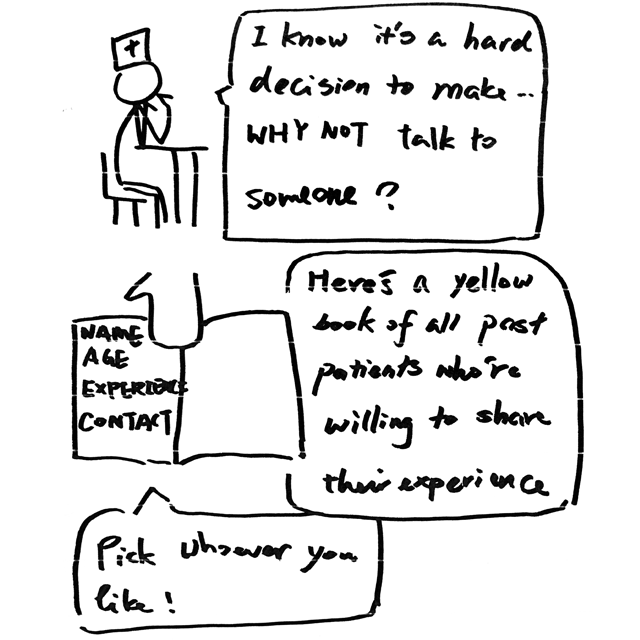 I know it's a hard
decision to make..
WHY NOT talk to
someone?
Here's a yellow
book of all past
patients who're
willing to share
their experience
NAME
AGE
EXPERIENCE
CONTACT
Pick whoever you
like!